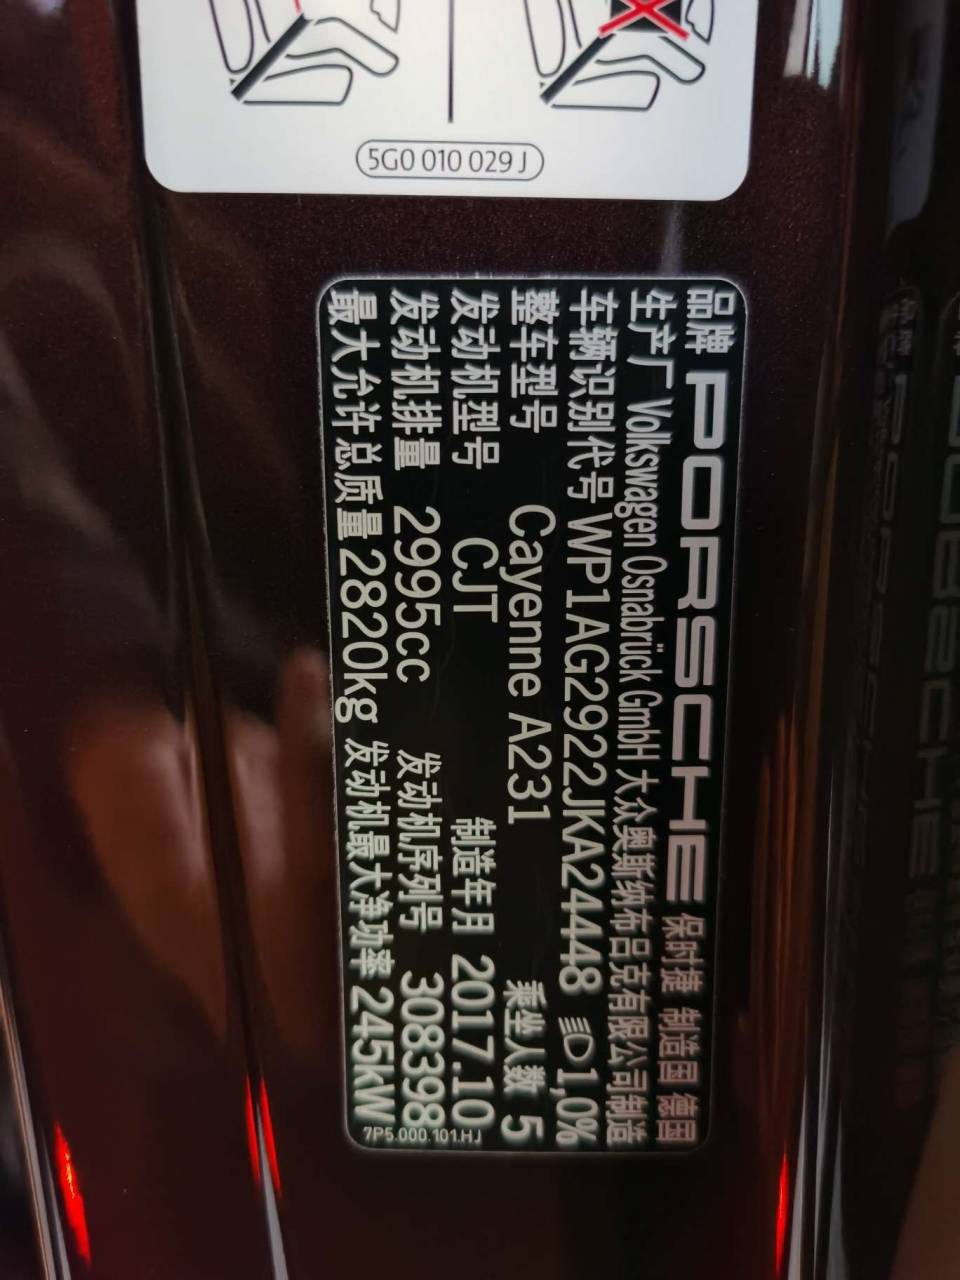 5G0 010 029 J
品牌 PORSCHE 保时捷 制造国 德国
生产厂 Volkswagen Osnabrück GmbH 大众奥斯纳布吕克有限公司制造
车辆识别代号 WP1AG2922JKA24448 1,0%
整车型号 Cayenne A231 乘坐人数 5
发动机型号 CJT 制造年月 2017.10
发动机排量 2995cc 发动机序列号 308398
最大允许总质量 2820kg 发动机最大净功率 245kW
7P5.000.101.HJ